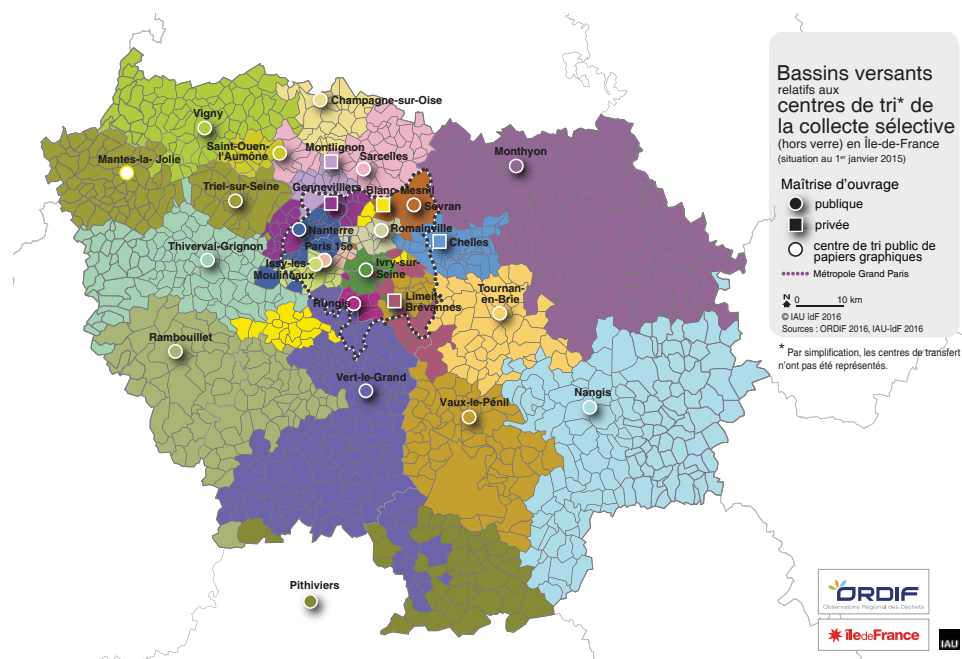 Bassins versants
relatifs aux
centres de tri* de
la collecte sélective
(hors verre) en Île-de-France
(situation au 1er janvier 2015)
Maîtrise d'ouvrage
publique
privée
centre de tri public de
papiers graphiques
Métropole Grand Paris
N 0 10 km
© IAU îdF 2016
Sources : ORDIF 2016, IAU-îdF 2016
* Par simplification, les centres de transfert
n'ont pas été représentés.
Champagne-sur-Oise
Vigny
Saint-Ouen-
l'Aumône
Montlignon
Sarcelles
Monthyon
Mantes-la- Jolie
Triel-sur-Seine
Gennevilliers
Blanc-Mesnil
Sevran
Nanterre
Romainville
Chelles
Thiverval-Grignon
Paris 15e
Issy-les-
Moulineaux
Ivry-sur-
Seine
Rungis
Limeil-
Brévannes
Tournan-
en-Brie
Rambouillet
Vert-le-Grand
Vaux-le-Pénil
Nangis
Pithiviers
ORDIF
Observatoire Régional des Déchets
îledeFrance
IAU